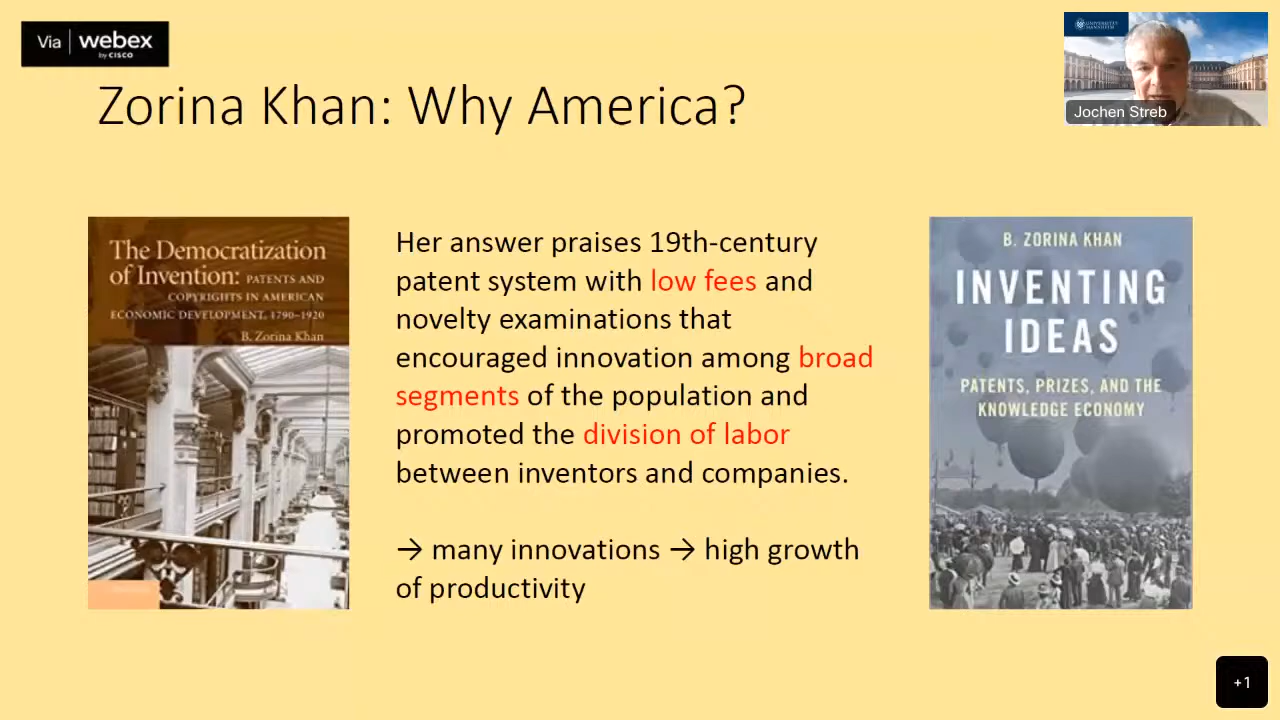 Via | webex
by CISCO
UNIVERSITÄT
MANNHEIM
Jochen Streb
Zorina Khan: Why America?
The Democratization
of Invention: PATENTS AND
COPYRIGHTS IN AMERICAN
ECONOMIC DEVELOPMENT, 1790–1920
B. Zorina Khan
Her answer praises 19th-century
patent system with low fees and
novelty examinations that
encouraged innovation among broad
segments of the population and
promoted the division of labor
between inventors and companies.
→ many innovations → high growth
of productivity
B. ZORINA KHAN
INVENTING
IDEAS
PATENTS, PRIZES, AND THE
KNOWLEDGE ECONOMY
+1